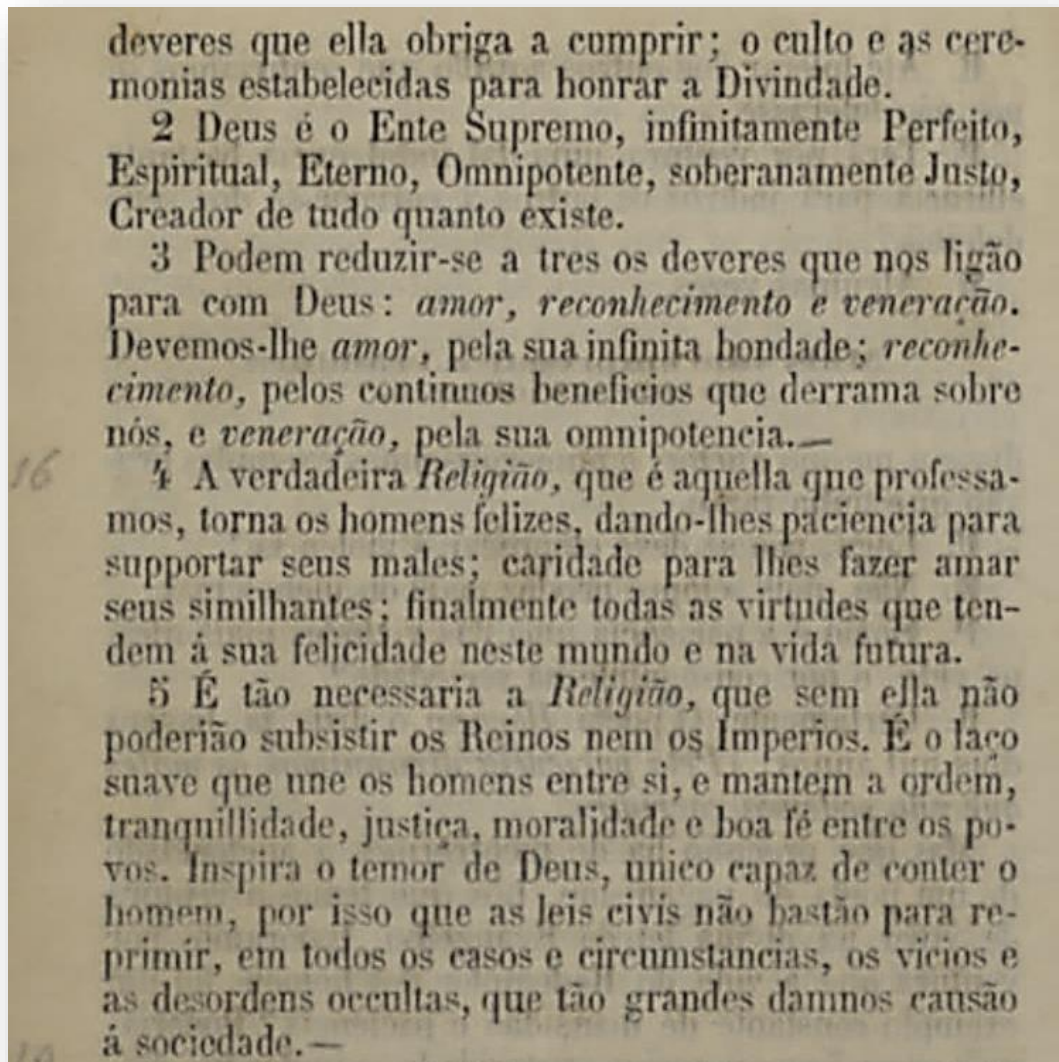 deveres que ella obriga a cumprir; o culto e as cere-
monias estabelecidas para honrar a Divindade.
2 Deus é o Ente Supremo, infinitamente Perfeito,
Espiritual, Eterno, Omnipotente, soberanamente Justo,
Creador de tudo quanto existe.
3 Podem reduzir-se a tres os deveres que nos ligão
para com Deus: amor, reconhecimento e veneração.
Devemos-lhe amor, pela sua infinita bondade; reconhe-
cimento, pelos continuos beneficios que derrama sobre
nós, e veneração, pela sua omnipotencia.—
16
4 A verdadeira Religião, que é aquella que professa-
mos, torna os homens felizes, dando-lhes paciencia para
supportar seus males; caridade para lhes fazer amar
seus similhantes; finalmente todas as virtudes que ten-
dem á sua felicidade neste mundo e na vida futura.
5 É tão necessaria a Religião, que sem ella não
poderião subsistir os Reinos nem os Imperios. É o laço
suave que une os homens entre si, e mantem a ordem,
tranquillidade, justiça, moralidade e boa fé entre os po-
vos. Inspira o temor de Deus, unico capaz de conter o
homem, por isso que as leis civís não bastão para re-
primir, em todos os casos e circumstancias, os vicios e
as desordens occultas, que tão grandes damnos causão
á sociedade.—